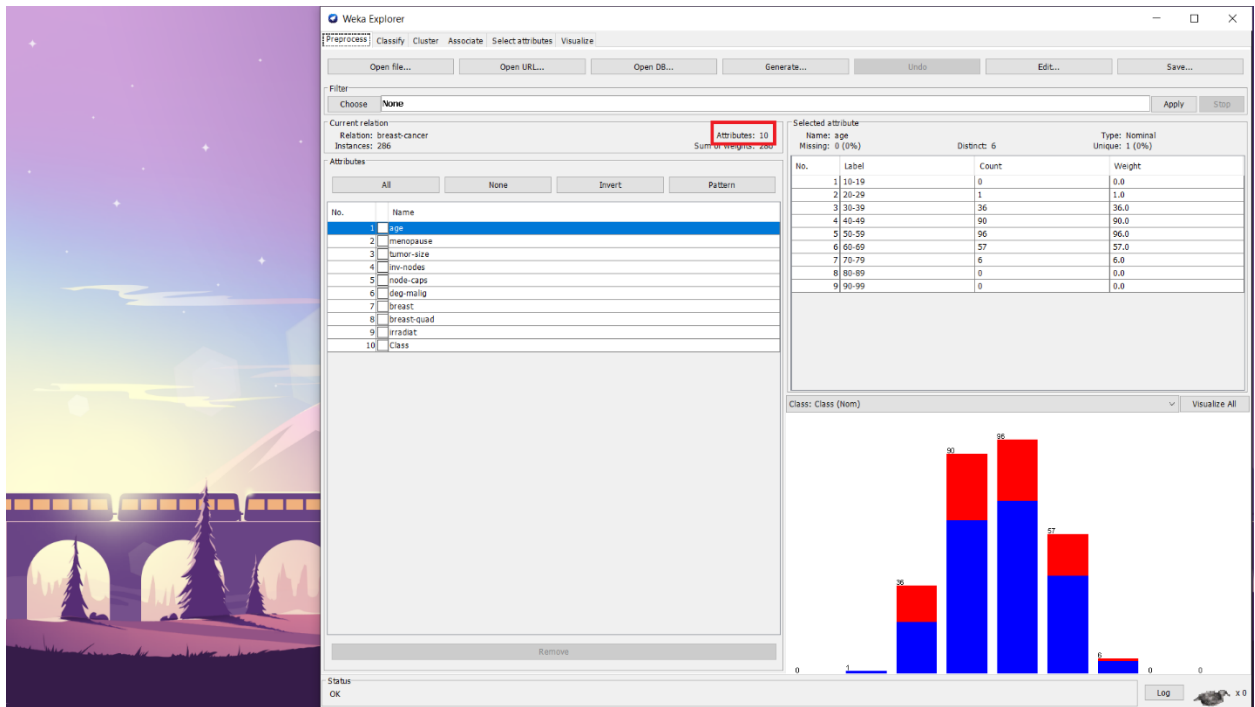 Weka Explorer
Preprocess Classify Cluster Associate Select attributes Visualize
Open file... Open URL... Open DB... Generate... Undo Edit... Save...
Filter
Choose None Apply Stop
Current relation
Relation: breast-cancer Attributes: 10
Instances: 286 Sum of weights: 286
Attributes
All None Invert Pattern
No. Name
1 age
2 menopause
3 tumor-size
4 inv-nodes
5 node-caps
6 deg-malig
7 breast
8 breast-quad
9 irradiat
10 Class
Remove
Selected attribute
Name: age Type: Nominal
Missing: 0 (0%) Distinct: 6 Unique: 1 (0%)
No. Label Count Weight
1 10-19 0 0.0
2 20-29 1 1.0
3 30-39 36 36.0
4 40-49 90 90.0
5 50-59 96 96.0
6 60-69 57 57.0
7 70-79 6 6.0
8 80-89 0 0.0
9 90-99 0 0.0
Class: Class (Nom) Visualize All
0 1 36 90 96 57 6 0 0
Status
OK Log x 0